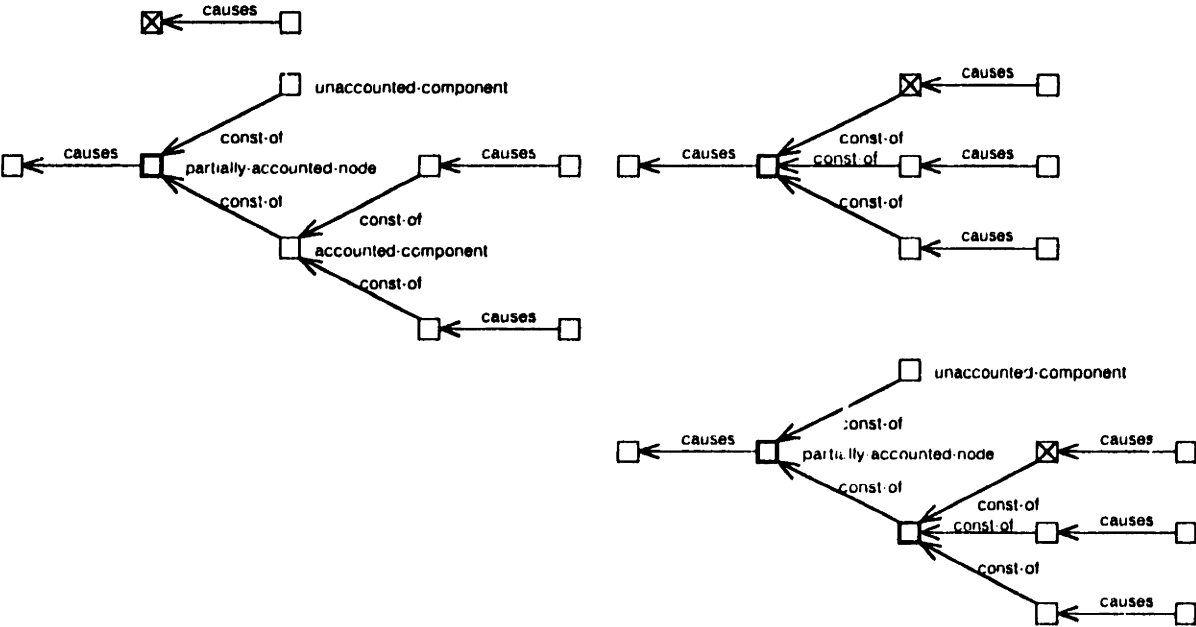 causes
unaccounted-component
const-of
causes
partially-accounted-node
causes
const-of
const-of
accounted-component
const-of
causes
causes
const-of
causes
const-of
causes
const-of
causes
unaccounted-component
const-of
causes
partially-accounted-node
causes
const-of
const-of
const-of
causes
const-of
causes